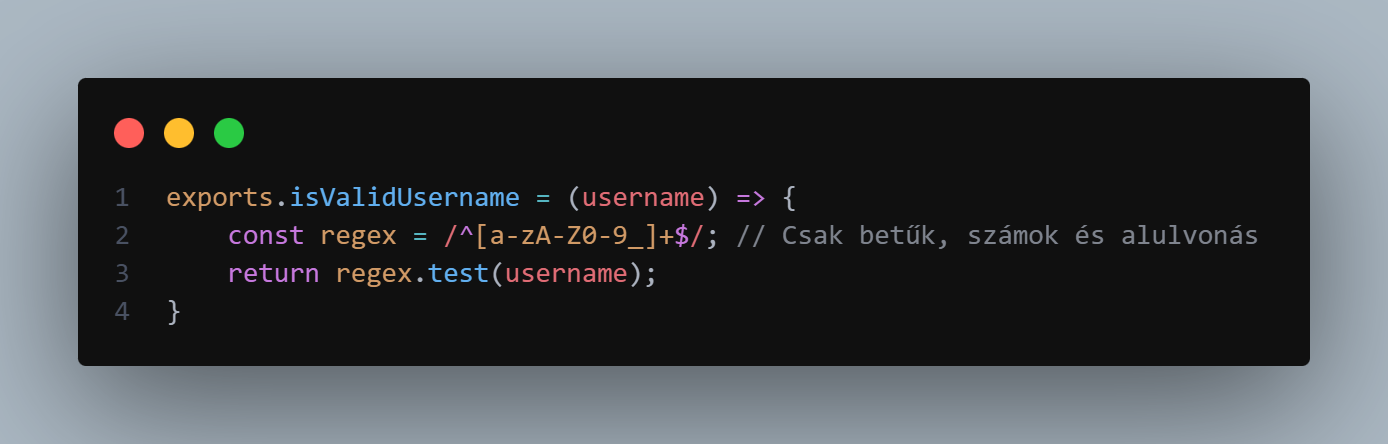 1 exports.isValidUsername = (username) => {
2     const regex = /^[a-zA-Z0-9_]+$/; // Csak betűk, számok és alulvonás
3     return regex.test(username);
4 }